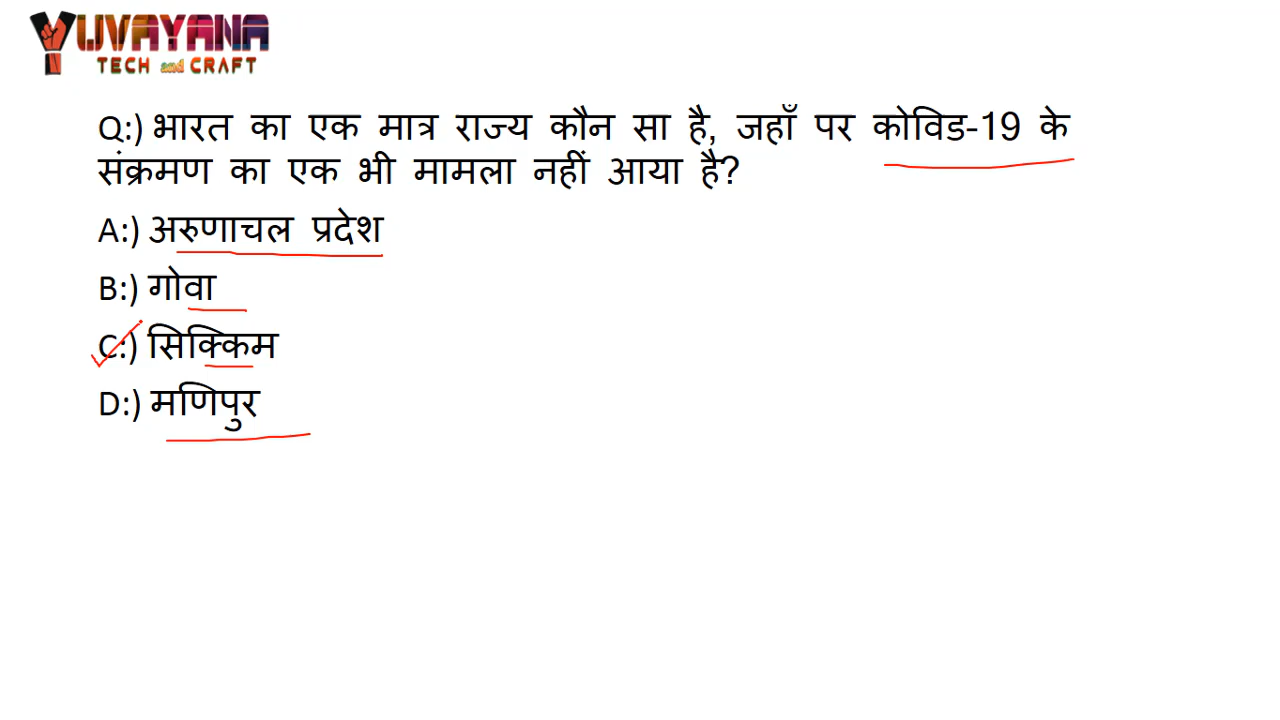 YUVAYANA
TECH and CRAFT
Q:) भारत का एक मात्र राज्य कौन सा है, जहाँ पर कोविड-19 के
संक्रमण का एक भी मामला नहीं आया है?
A:) अरुणाचल प्रदेश
B:) गोवा
C:) सिक्किम
D:) मणिपुर